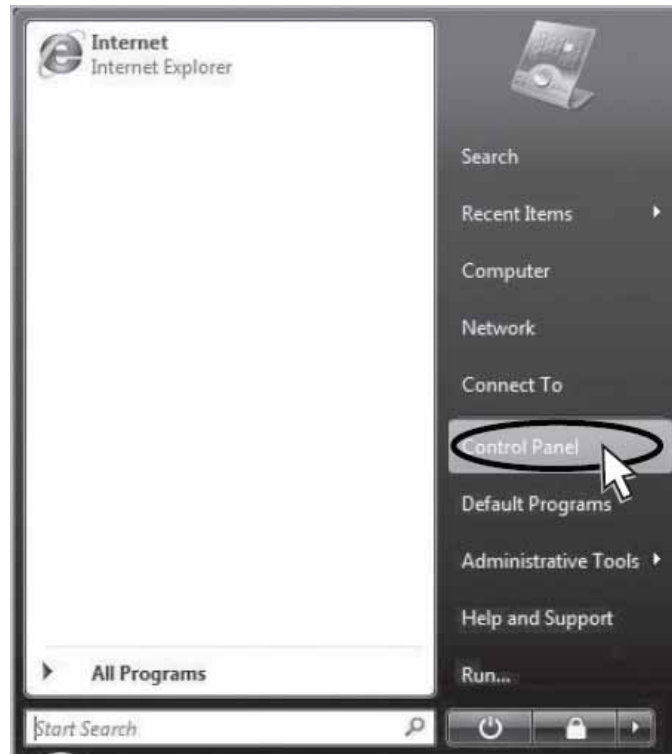 Internet
Internet Explorer
All Programs
Start Search
Search
Recent Items
Computer
Network
Connect To
Control Panel
Default Programs
Administrative Tools
Help and Support
Run...